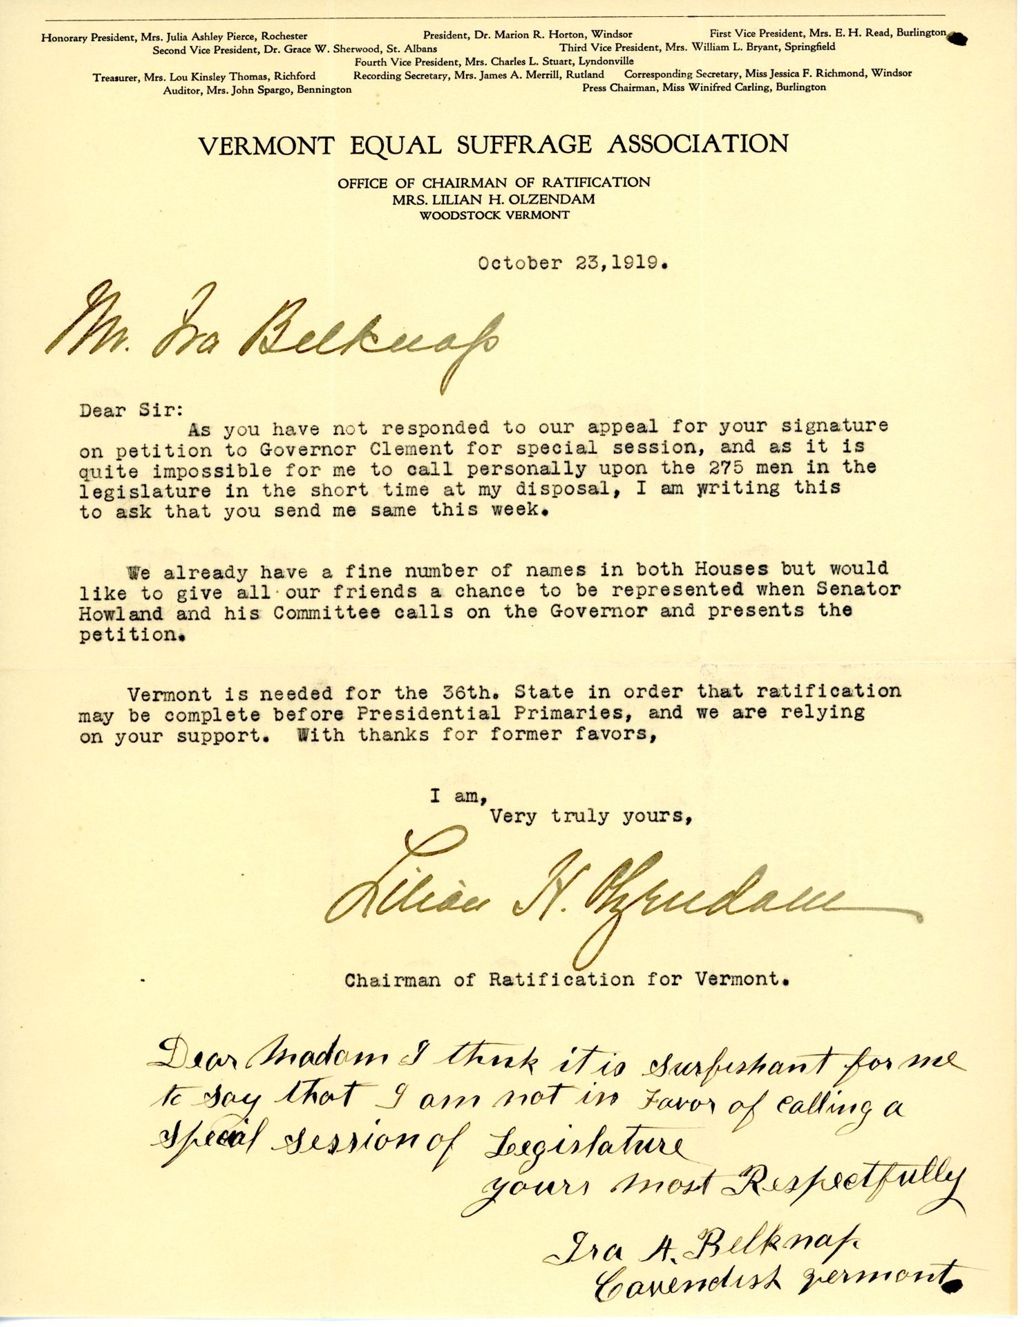 Honorary President, Mrs. Julia Ashley Pierce, Rochester President, Dr. Marion R. Horton, Windsor First Vice President, Mrs. E. H. Read, Burlington
Second Vice President, Dr. Grace W. Sherwood, St. Albans Third Vice President, Mrs. William L. Bryant, Springfield
Fourth Vice President, Mrs. Charles L. Stuart, Lyndonville
Treasurer, Mrs. Lou Kinsley Thomas, Richford Recording Secretary, Mrs. James A. Merrill, Rutland Corresponding Secretary, Miss Jessica F. Richmond, Windsor
Auditor, Mrs. John Spargo, Bennington Press Chairman, Miss Winifred Carling, Burlington
VERMONT EQUAL SUFFRAGE ASSOCIATION
OFFICE OF CHAIRMAN OF RATIFICATION
MRS. LILIAN H. OLZENDAM
WOODSTOCK VERMONT
October 23,1919.
Mr. Ira Belknap
Dear Sir:
As you have not responded to our appeal for your signature
on petition to Governor Clement for special session, and as it is
quite impossible for me to call personally upon the 275 men in the
legislature in the short time at my disposal, I am writing this
to ask that you send me same this week.
We already have a fine number of names in both Houses but would
like to give all our friends a chance to be represented when Senator
Howland and his Committee calls on the Governor and presents the
petition.
Vermont is needed for the 36th. State in order that ratification
may be complete before Presidential Primaries, and we are relying
on your support. With thanks for former favors,
I am,
Very truly yours,
Lilian H. Olzendam
Chairman of Ratification for Vermont.
Dear Madam I thnk it is surfishant for me
to say that I am not in Favor of calling a
special session of Legislature
yours most Respectfully
Ira A. Belknap
Cavendish vermont